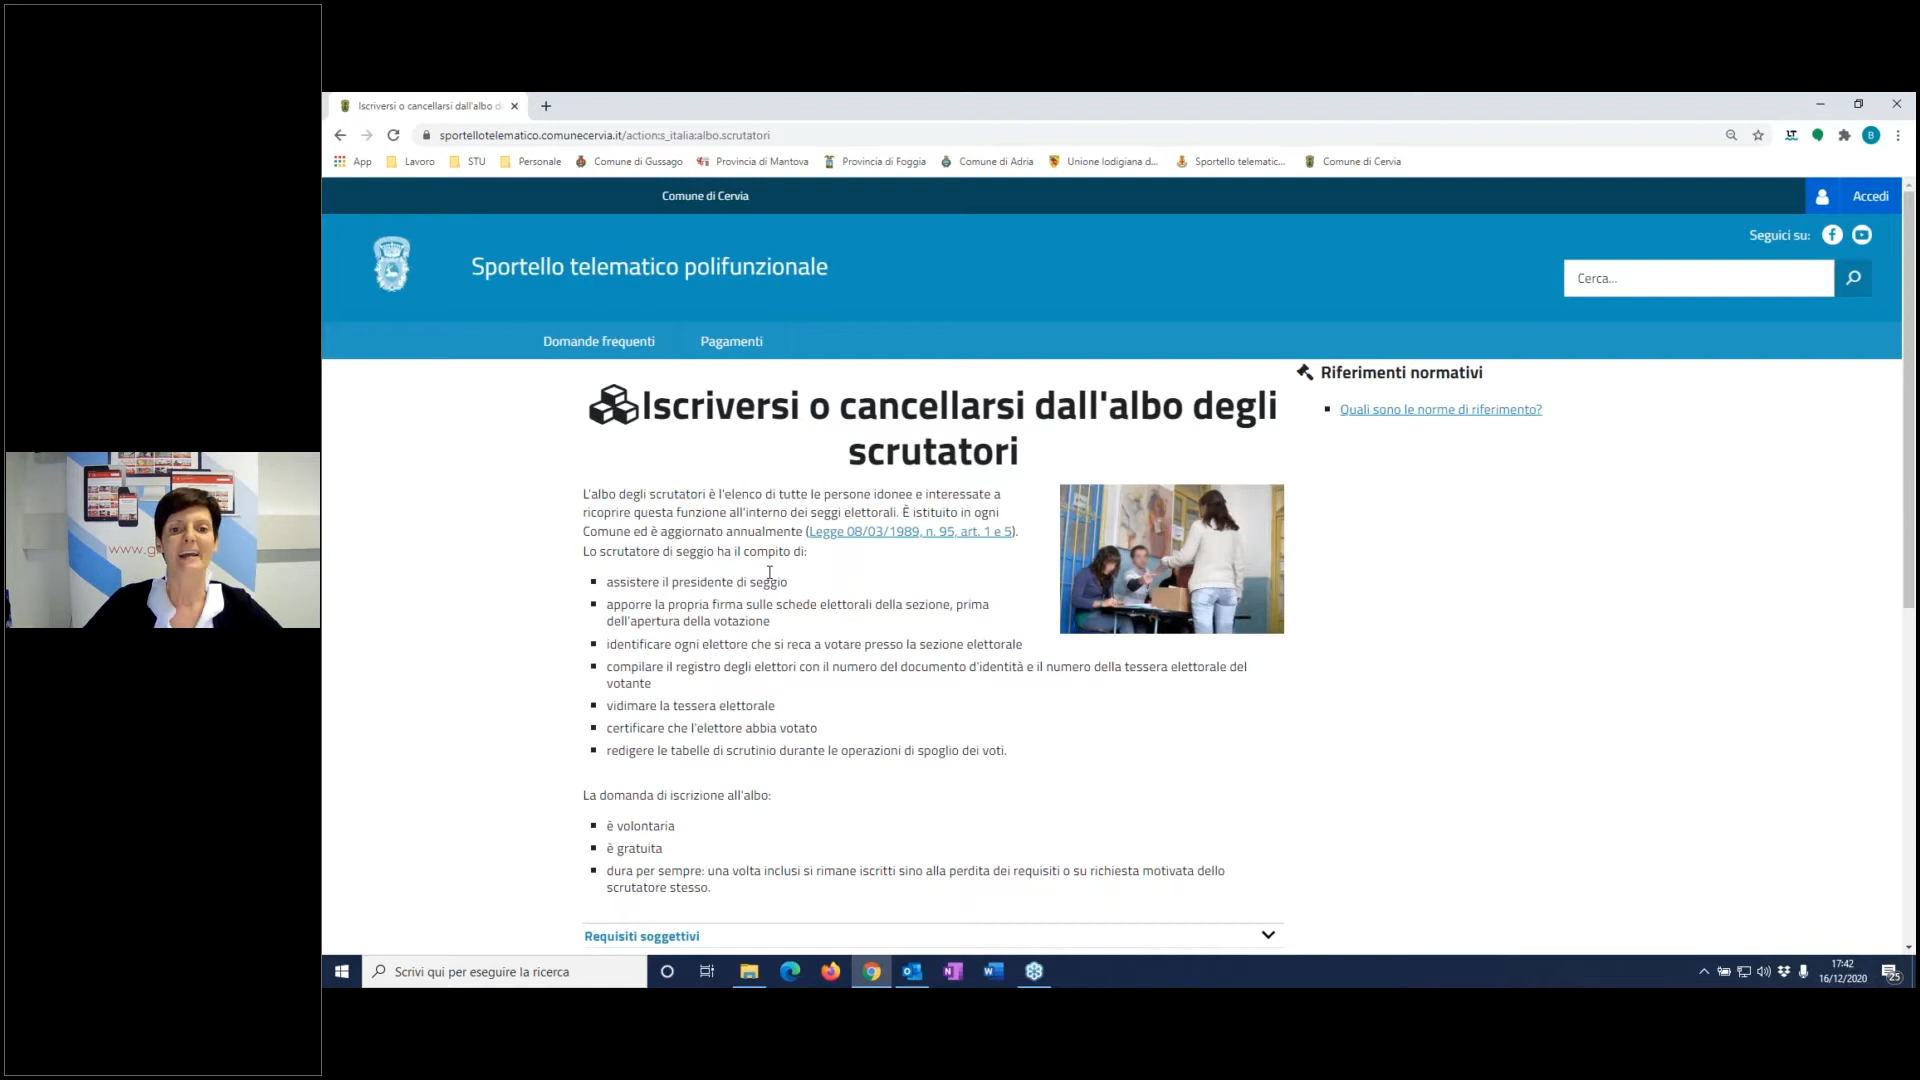 Iscriversi o cancellarsi dall'albo d
sportellotelematico.comunecervia.it/action:s_italia:albo.scrutatori
App Lavoro STU Personale Comune di Gussago Provincia di Mantova Provincia di Foggia Comune di Adria Unione lodigiana d... Sportello telematic... Comune di Cervia
Comune di Cervia
Accedi
Seguici su:
Sportello telematico polifunzionale
Cerca...
Domande frequenti Pagamenti
Iscriversi o cancellarsi dall'albo degli
scrutatori
L'albo degli scrutatori è l'elenco di tutte le persone idonee e interessate a
ricoprire questa funzione all'interno dei seggi elettorali. È istituito in ogni
Comune ed è aggiornato annualmente (Legge 08/03/1989, n. 95, art. 1 e 5).
Lo scrutatore di seggio ha il compito di:
assistere il presidente di seggio
apporre la propria firma sulle schede elettorali della sezione, prima
dell'apertura della votazione
identificare ogni elettore che si reca a votare presso la sezione elettorale
compilare il registro degli elettori con il numero del documento d'identità e il numero della tessera elettorale del
votante
vidimare la tessera elettorale
certificare che l'elettore abbia votato
redigere le tabelle di scrutinio durante le operazioni di spoglio dei voti.
La domanda di iscrizione all'albo:
è volontaria
è gratuita
dura per sempre: una volta inclusi si rimane iscritti sino alla perdita dei requisiti o su richiesta motivata dello
scrutatore stesso.
Requisiti soggettivi
Riferimenti normativi
Quali sono le norme di riferimento?
www.g
Scrivi qui per eseguire la ricerca
17:42
16/12/2020
25